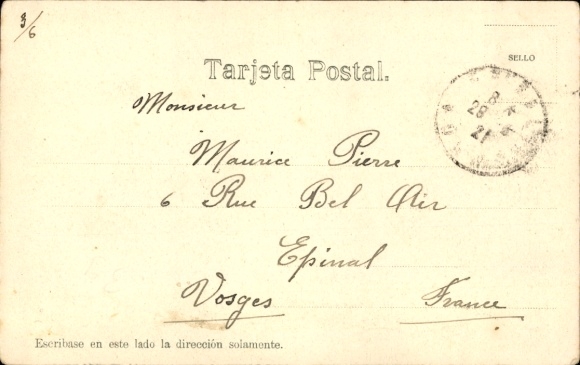 3/6
SELLO
Tarjeta Postal.
Monsieur
Maurice Pierre
6 Rue Bel Air
Epinal
Vosges France
Escribase en este lado la dirección solamente.